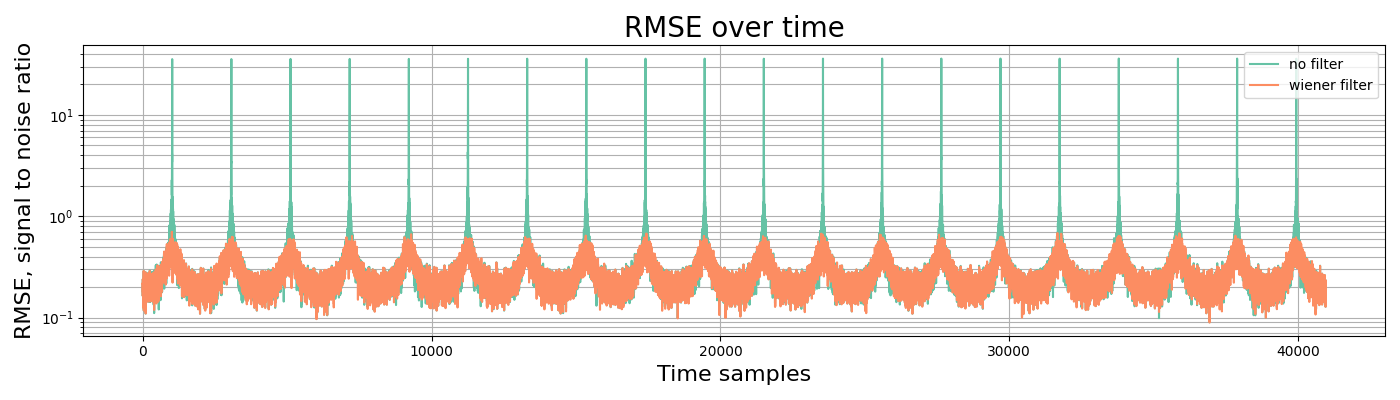 RMSE over time
RMSE, signal to noise ratio
10¹
10⁰
10⁻¹
no filter
wiener filter
0
10000
20000
30000
40000
Time samples